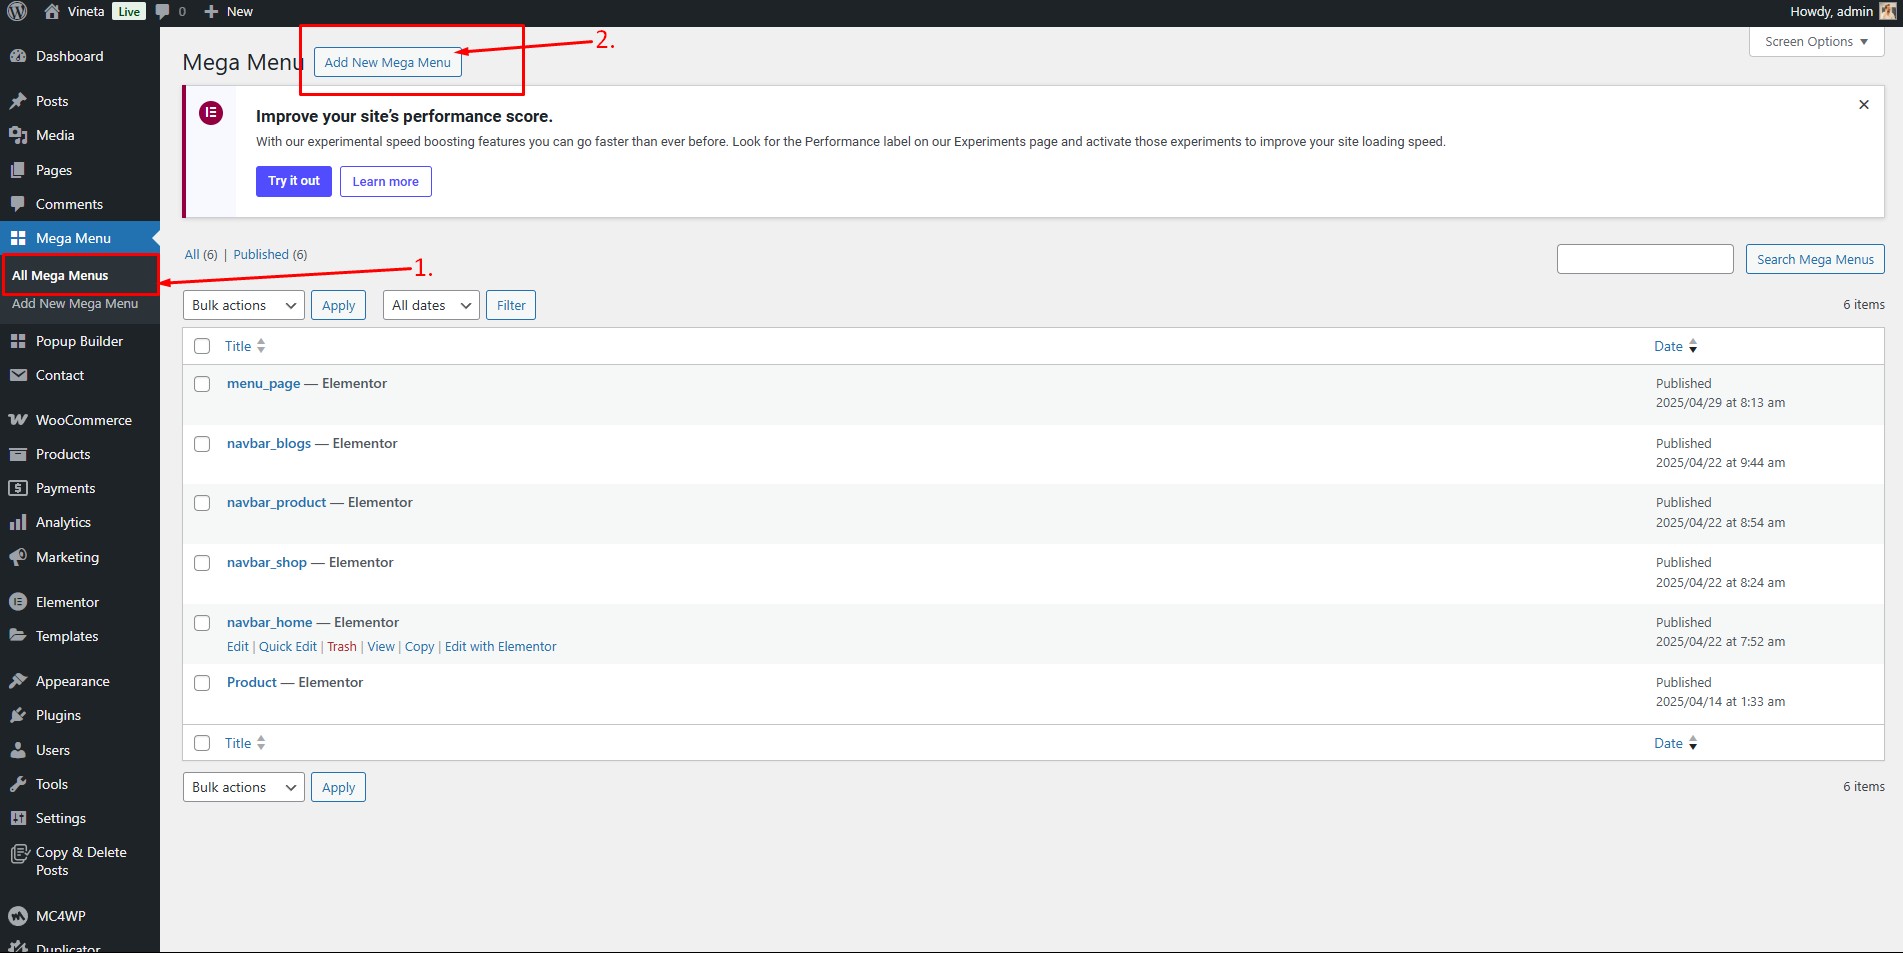 Vineta Live 0 New
Howdy, admin
Dashboard
Posts
Media
Pages
Comments
Mega Menu
All Mega Menus
Add New Mega Menu
Popup Builder
Contact
WooCommerce
Products
Payments
Analytics
Marketing
Elementor
Templates
Appearance
Plugins
Users
Tools
Settings
Copy & Delete
Posts
MC4WP
Duplicator
Screen Options
Mega Menu Add New Mega Menu
2.
Improve your site's performance score.
With our experimental speed boosting features you can go faster than ever before. Look for the Performance label on our Experiments page and activate those experiments to improve your site loading speed.
Try it out Learn more
All (6) | Published (6)
1.
Search Mega Menus
Bulk actions Apply All dates Filter
6 items
Title Date
menu_page — Elementor
Published
2025/04/29 at 8:13 am
navbar_blogs — Elementor
Published
2025/04/22 at 9:44 am
navbar_product — Elementor
Published
2025/04/22 at 8:54 am
navbar_shop — Elementor
Published
2025/04/22 at 8:24 am
navbar_home — Elementor
Edit | Quick Edit | Trash | View | Copy | Edit with Elementor
Published
2025/04/22 at 7:52 am
Product — Elementor
Published
2025/04/14 at 1:33 am
Title Date
Bulk actions Apply
6 items